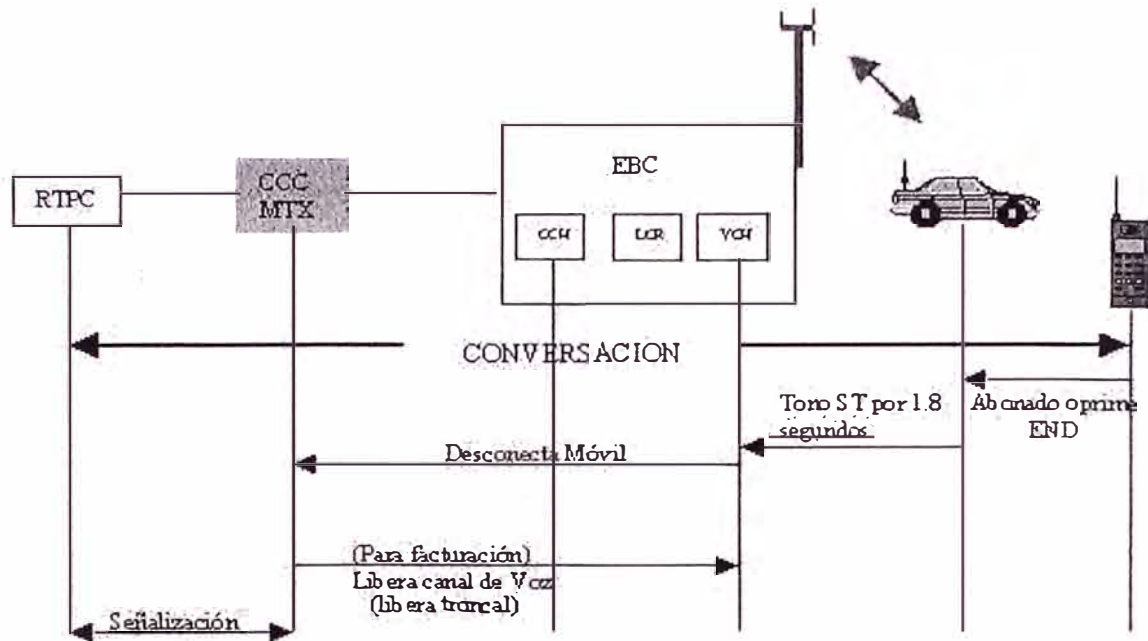 EBC
RTPC
CCC
MTX
CCH
LCR
VCH
CONVERSACION
Tono ST por 1.8
segundos
Abonado oprime
END
Desconecta Móvil
(Para facturación)
Libera canal de Voz
(libera troncal)
Señalización